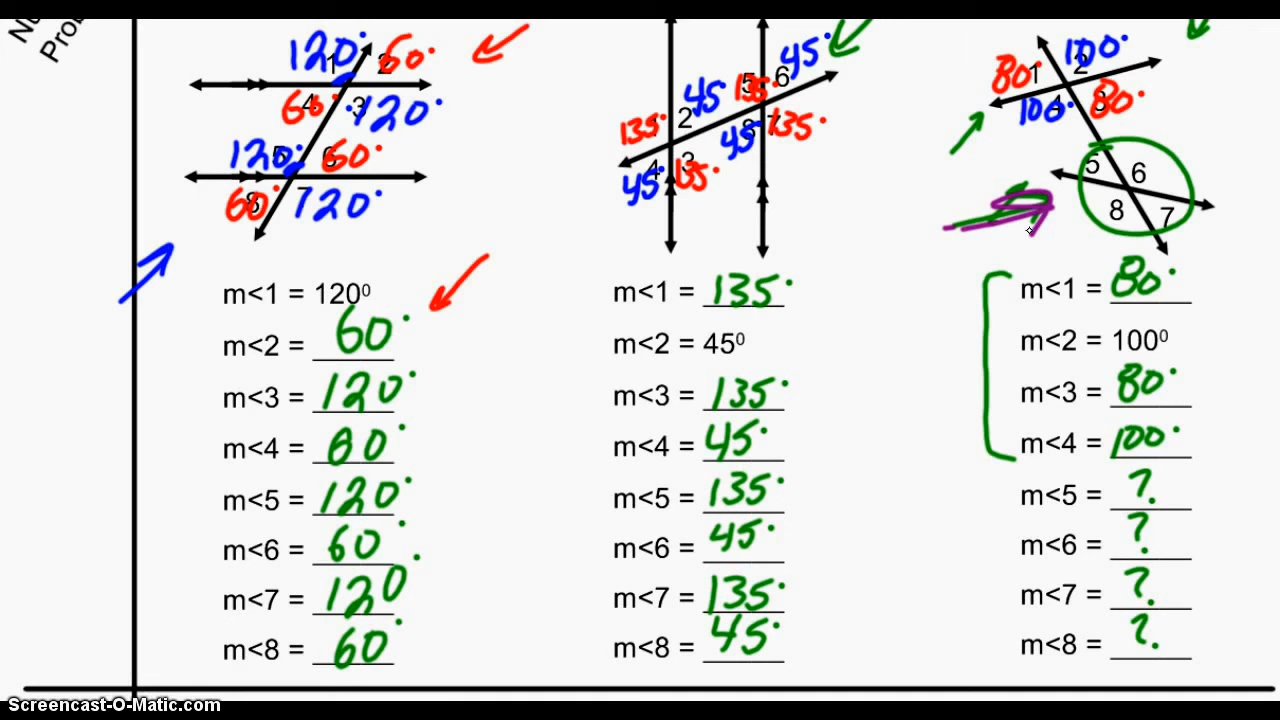 Prob
120° 1 2 60°
60° 4 3 120°
120° 5 6 60°
60° 8 7 120°
m<1 = 120⁰
m<2 = 60°
m<3 = 120°
m<4 = 60°
m<5 = 120°
m<6 = 60°
m<7 = 120°
m<8 = 60°
45°
5 6
45° 135°
135° 1 2 8 7 135°
45°
4 3 135°
45°
m<1 = 135°
m<2 = 45⁰
m<3 = 135°
m<4 = 45°
m<5 = 135°
m<6 = 45°
m<7 = 135°
m<8 = 45°
80° 1 2 100°
100° 4 3 80°
5 6
8 7
m<1 = 80°
m<2 = 100⁰
m<3 = 80°
m<4 = 100°
m<5 = ?
m<6 = ?
m<7 = ?
m<8 = ?
Screencast-O-Matic.com